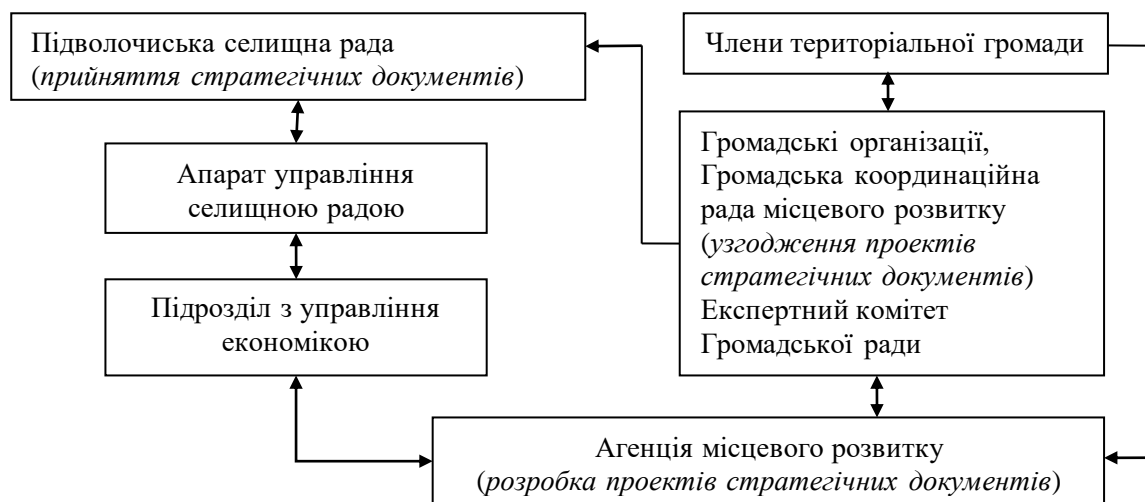 Підволочиська селищна рада
(прийняття стратегічних документів)
Члени територіальної громади
Апарат управління
селищною радою
Громадські організації,
Громадська координаційна
рада місцевого розвитку
(узгодження проектів
стратегічних документів)
Експертний комітет
Громадської ради
Підрозділ з управління
економікою
Агенція місцевого розвитку
(розробка проектів стратегічних документів)